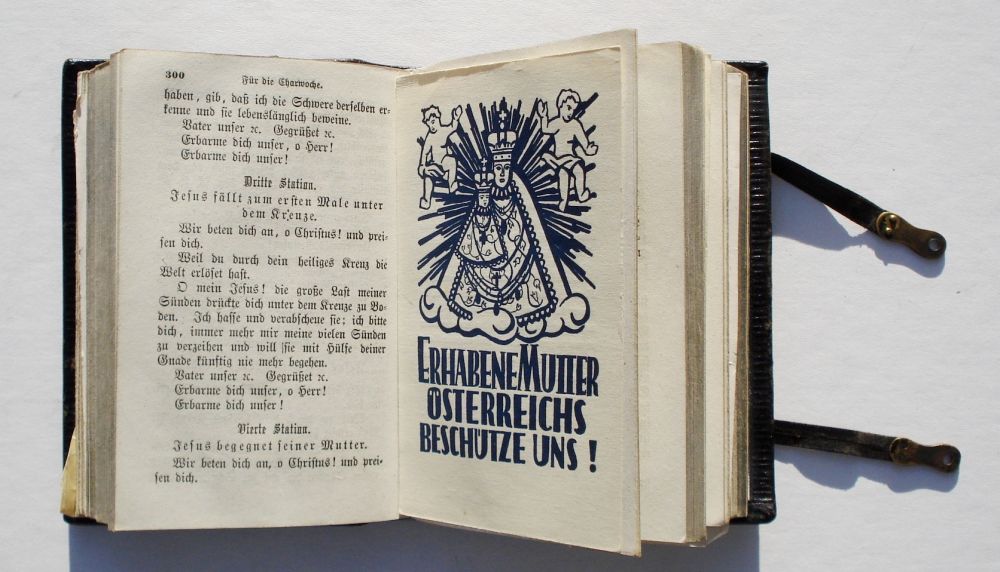 300 Für die Charwoche.
haben, gib, daß ich die Schwere derselben er-
kenne und sie lebenslänglich beweine.
Vater unser ꝛc. Gegrüßet ꝛc.
Erbarme dich unser, o Herr!
Erbarme dich unser!
Dritte Station.
Jesus fällt zum ersten Male unter
dem Kreuze.
Wir beten dich an, o Christus! und prei-
sen dich.
Weil du durch dein heiliges Kreuz die
Welt erlöset hast.
O mein Jesus! die große Last meiner
Sünden drückte dich unter dem Kreuze zu Bo-
den. Ich hasse und verabscheue sie; ich bitte
dich, immer mehr mir meine vielen Sünden
zu verzeihen und will sie mit Hülfe deiner
Gnade künftig nie mehr begehen.
Vater unser ꝛc. Gegrüßet ꝛc.
Erbarme dich unser, o Herr!
Erbarme dich unser!
Vierte Station.
Jesus begegnet seiner Mutter.
Wir beten dich an, o Christus! und prei-
sen dich.
ERHABENE MUTTER
ÖSTERREICHS
BESCHÜTZE UNS!